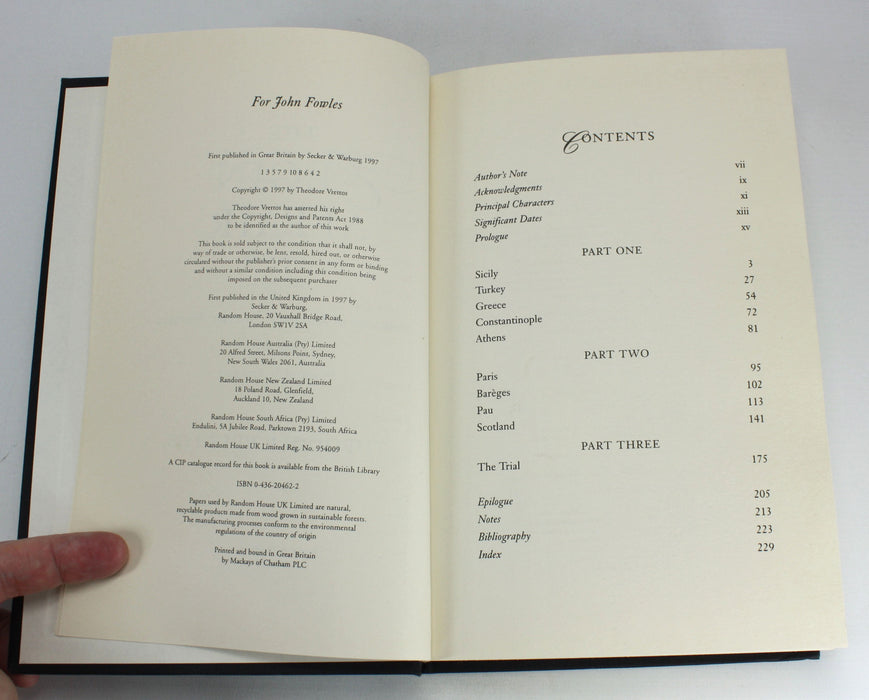 For John Fowles
First published in Great Britain by Secker & Warburg 1997
1 3 5 7 9 10 8 6 4 2
Copyright © 1997 by Theodore Vrettos
Theodore Vrettos has asserted his right
under the Copyright, Designs and Patents Act 1988
to be identified as the author of this work
This book is sold subject to the condition that it shall not, by
way of trade or otherwise, be lent, resold, hired out, or otherwise
circulated without the publisher's prior consent in any form or binding
and without a similar condition including this condition being
imposed on the subsequent purchaser
First published in the United Kingdom in 1997 by
Secker & Warburg,
Random House, 20 Vauxhall Bridge Road,
London SW1V 2SA
Random House Australia (Pty) Limited
20 Alfred Street, Milsons Point, Sydney,
New South Wales 2061, Australia
Random House New Zealand Limited
18 Poland Road, Glenfield,
Auckland 10, New Zealand
Random House South Africa (Pty) Limited
Endulini, 5A Jubilee Road, Parktown 2193, South Africa
Random House UK Limited Reg. No. 954009
A CIP catalogue record for this book is available from the British Library
ISBN 0-436-20462-2
Papers used by Random House UK Limited are natural,
recyclable products made from wood grown in sustainable forests.
The manufacturing processes conform to the environmental
regulations of the country of origin
Printed and bound in Great Britain
by Mackays of Chatham PLC
CONTENTS
Author's Note vii
Acknowledgments ix
Principal Characters xi
Significant Dates xiii
Prologue xv
PART ONE
Sicily 3
Turkey 27
Greece 54
Constantinople 72
Athens 81
PART TWO
Paris 95
Barèges 102
Pau 113
Scotland 141
PART THREE
The Trial 175
Epilogue 205
Notes 213
Bibliography 223
Index 229